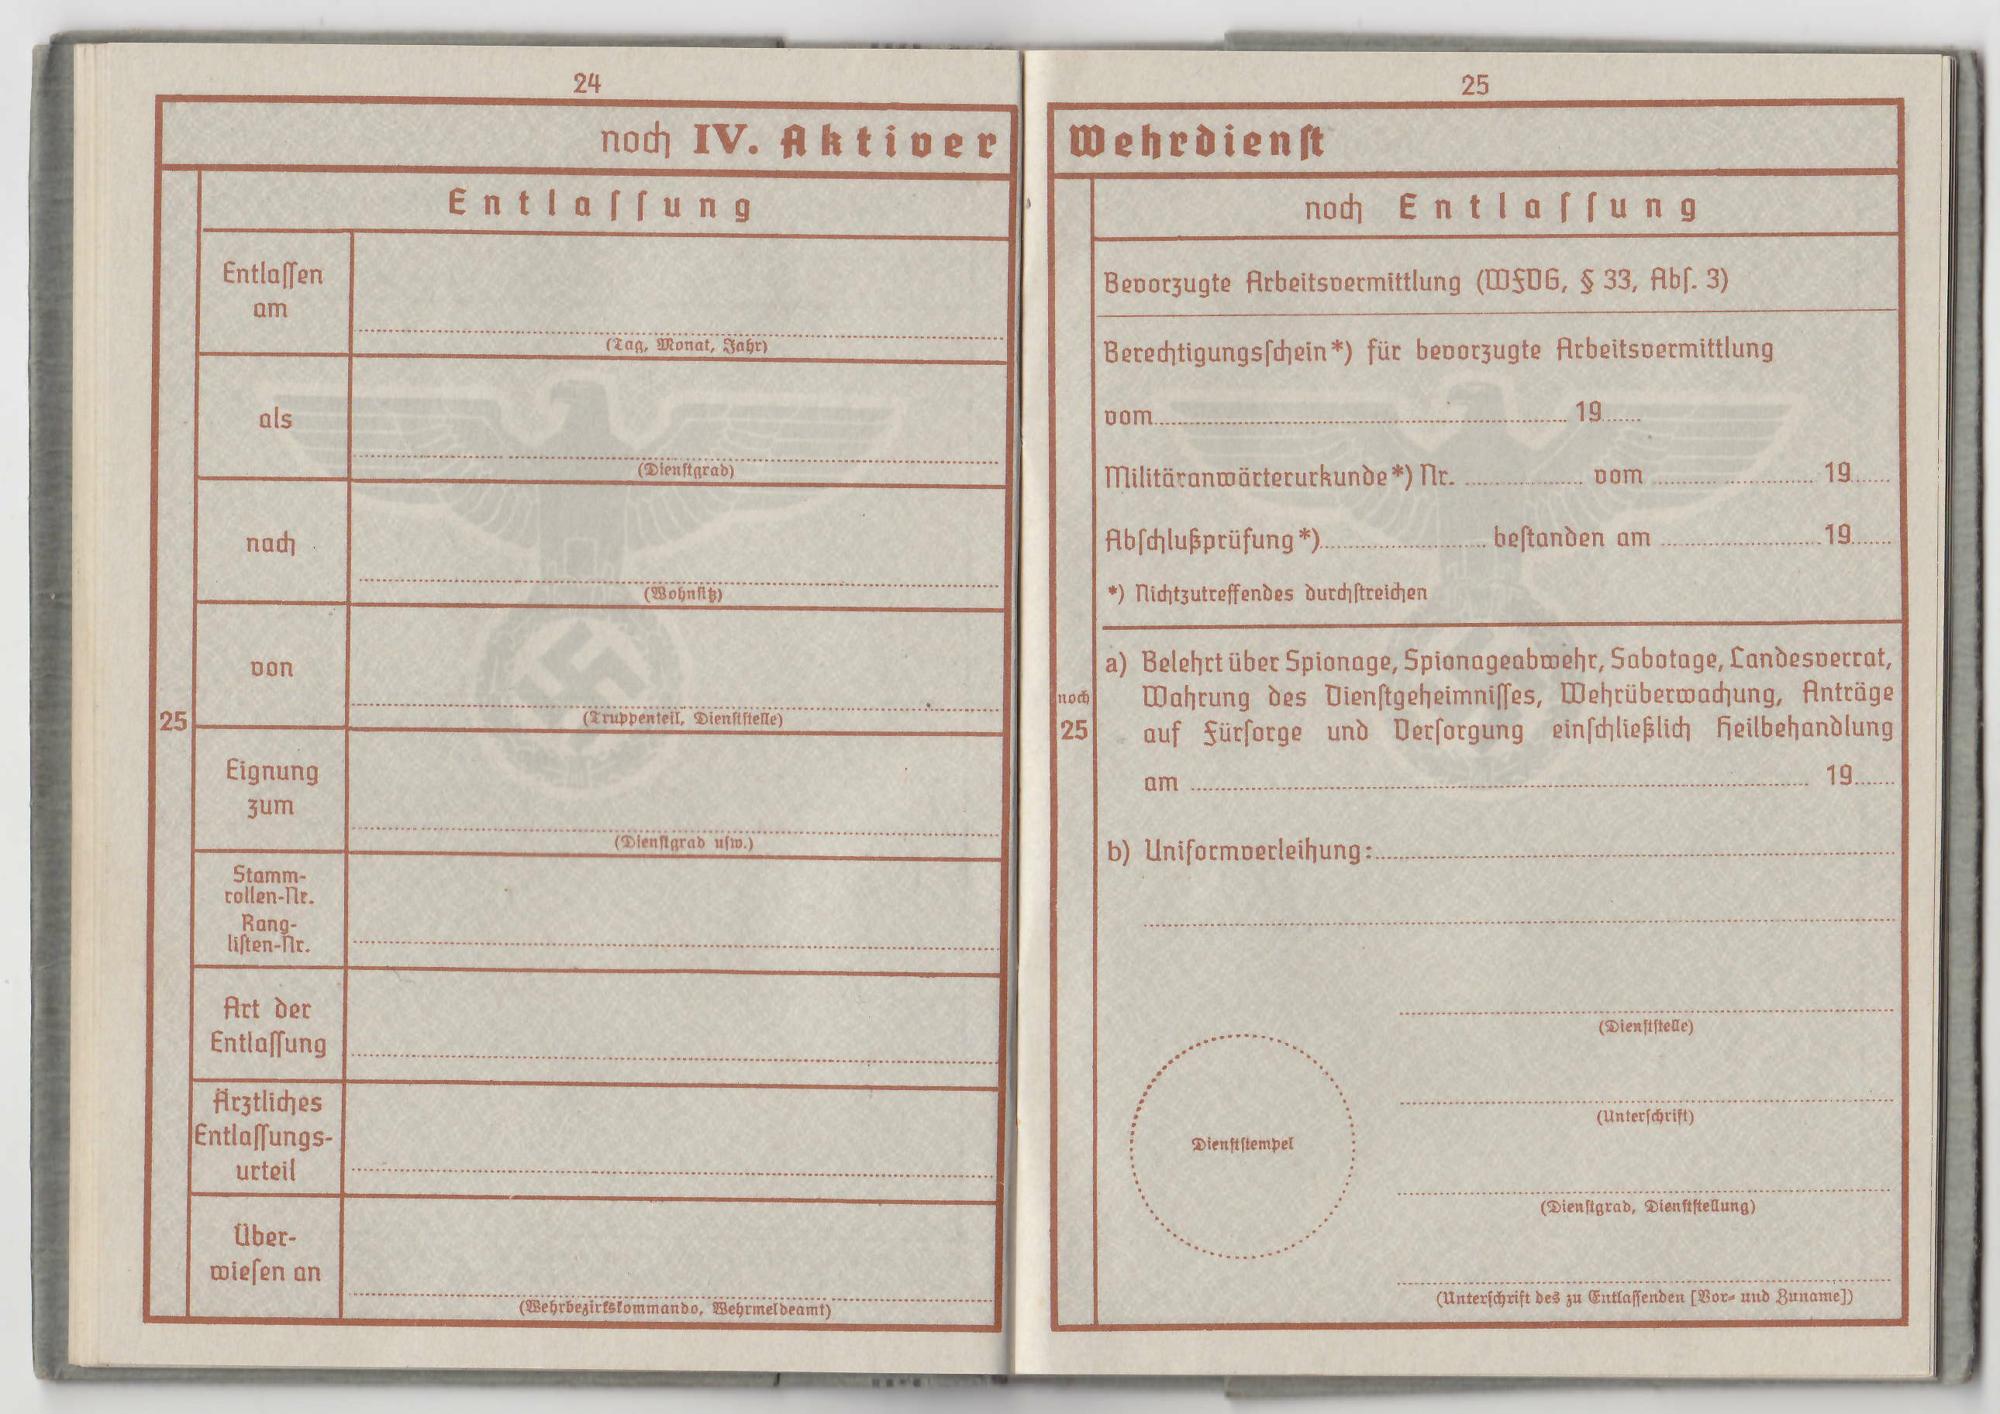 24
noch IV. Aktiver
Entlaſſung
Entlaſſen
am
(Tag, Monat, Jahr)
als
(Dienſtgrad)
nach
(Wohnſitz)
von
(Truppenteil, Dienſtſtelle)
25
Eignung
zum
(Dienſtgrad uſw.)
Stamm-
rollen-Nr.
Rang-
liſten-Nr.
Art der
Entlaſſung
Ärztliches
Entlaſſungs-
urteil
Über-
wieſen an
(Wehrbezirkskommando, Wehrmeldeamt)
25
Wehrdienſt
noch Entlaſſung
Bevorzugte Arbeitsvermittlung (WFVG, § 33, Abſ. 3)
Berechtigungsſchein*) für bevorzugte Arbeitsvermittlung
vom 19
Militäranwärterurkunde*) Nr. vom 19
Abſchlußprüfung*) beſtanden am 19
*) Nichtzutreffendes durchſtreichen
a) Belehrt über Spionage, Spionageabwehr, Sabotage, Landesverrat,
noch
Wahrung des Dienſtgeheimniſſes, Wehrüberwachung, Anträge
25
auf Fürſorge und Verſorgung einſchließlich Heilbehandlung
am 19
b) Uniformverleihung:
(Dienſtſtelle)
(Unterſchrift)
Dienſtſtempel
(Dienſtgrad, Dienſtſtellung)
(Unterſchrift des zu Entlaſſenden [Vor- und Zuname])